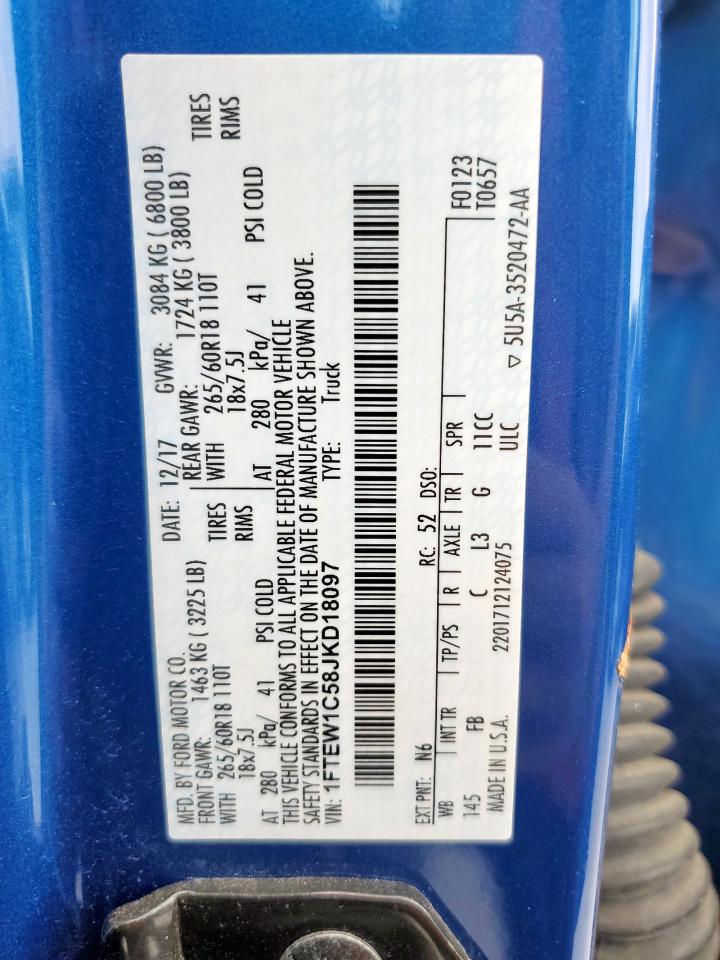 MFD. BY FORD MOTOR CO.
DATE: 12/17 GVWR: 3084 KG ( 6800 LB)
FRONT GAWR: 1463 KG ( 3225 LB) REAR GAWR: 1724 KG ( 3800 LB)
WITH 265/60R18 110T TIRES WITH 265/60R18 110T TIRES
18x7.5J RIMS 18x7.5J RIMS
AT 280 kPa/ 41 PSI COLD AT 280 kPa/ 41 PSI COLD
THIS VEHICLE CONFORMS TO ALL APPLICABLE FEDERAL MOTOR VEHICLE
SAFETY STANDARDS IN EFFECT ON THE DATE OF MANUFACTURE SHOWN ABOVE.
VIN: 1FTEW1C58JKD18097 TYPE: Truck
EXT PNT: N6 RC: 52 DSO:
WB INT TR TP/PS R AXLE TR SPR F0123
T0657
145 FB C L3 G 11CC
MADE IN U.S.A. 2201712124075 ULC ▽ 5U5A-3520472-AA